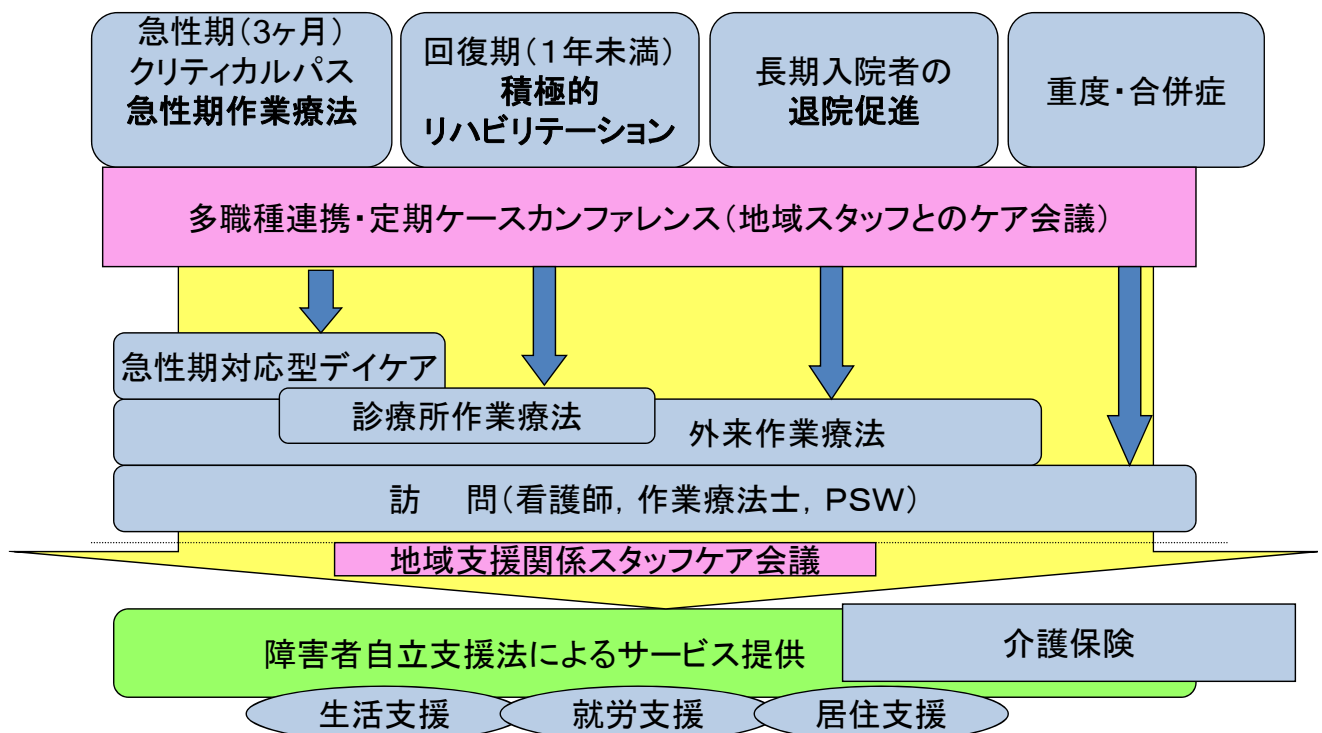 急性期(3ヶ月)
クリティカルパス
急性期作業療法
回復期(1年未満)
積極的
リハビリテーション
長期入院者の
退院促進
重度・合併症
多職種連携・定期ケースカンファレンス(地域スタッフとのケア会議)
急性期対応型デイケア
診療所作業療法
外来作業療法
訪 問(看護師, 作業療法士, PSW)
地域支援関係スタッフケア会議
障害者自立支援法によるサービス提供
介護保険
生活支援
就労支援
居住支援